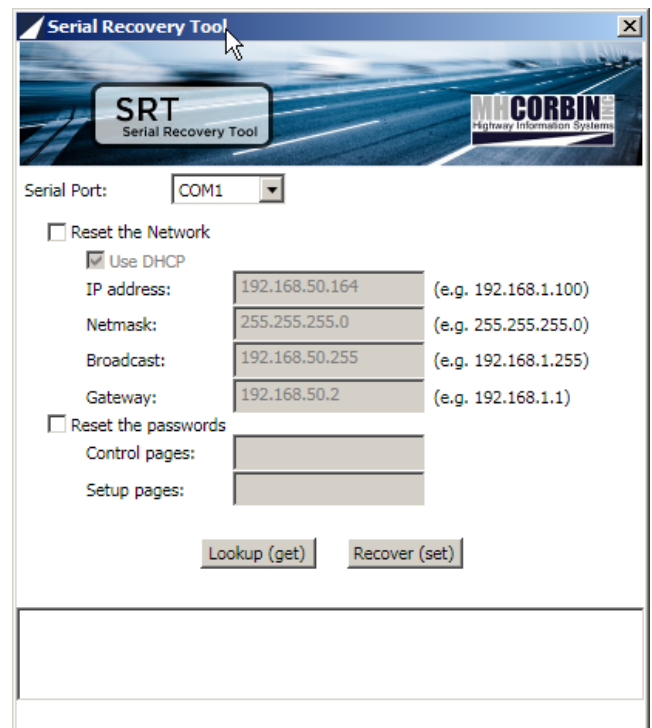 Serial Recovery Tool
SRT
Serial Recovery Tool
MHCORBIN INC
Highway Information Systems
Serial Port: COM1
Reset the Network
Use DHCP
IP address: 192.168.50.164 (e.g. 192.168.1.100)
Netmask: 255.255.255.0 (e.g. 255.255.255.0)
Broadcast: 192.168.50.255 (e.g. 192.168.1.255)
Gateway: 192.168.50.2 (e.g. 192.168.1.1)
Reset the passwords
Control pages:
Setup pages:
Lookup (get) Recover (set)